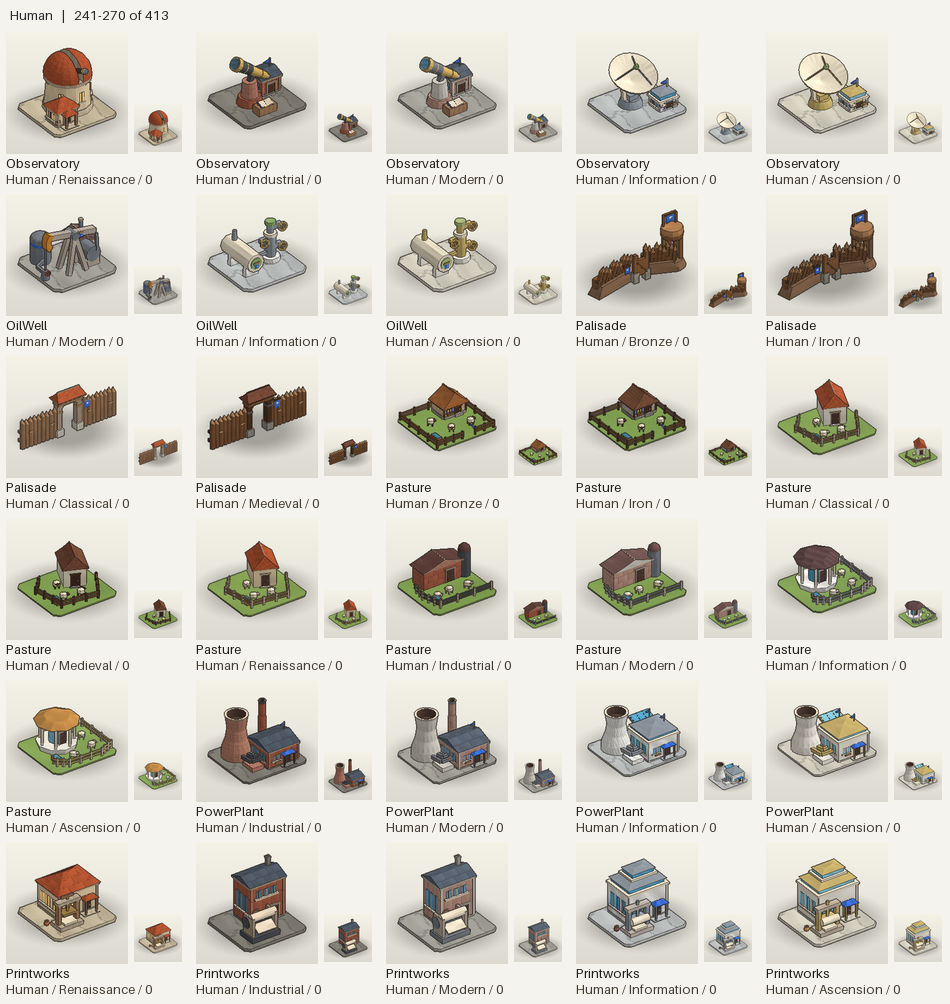 Human | 241-270 of 413
Observatory
Human / Renaissance / 0
Observatory
Human / Industrial / 0
Observatory
Human / Modern / 0
Observatory
Human / Information / 0
Observatory
Human / Ascension / 0
OilWell
Human / Modern / 0
OilWell
Human / Information / 0
OilWell
Human / Ascension / 0
Palisade
Human / Bronze / 0
Palisade
Human / Iron / 0
Palisade
Human / Classical / 0
Palisade
Human / Medieval / 0
Pasture
Human / Bronze / 0
Pasture
Human / Iron / 0
Pasture
Human / Classical / 0
Pasture
Human / Medieval / 0
Pasture
Human / Renaissance / 0
Pasture
Human / Industrial / 0
Pasture
Human / Modern / 0
Pasture
Human / Information / 0
Pasture
Human / Ascension / 0
PowerPlant
Human / Industrial / 0
PowerPlant
Human / Modern / 0
PowerPlant
Human / Information / 0
PowerPlant
Human / Ascension / 0
Printworks
Human / Renaissance / 0
Printworks
Human / Industrial / 0
Printworks
Human / Modern / 0
Printworks
Human / Information / 0
Printworks
Human / Ascension / 0